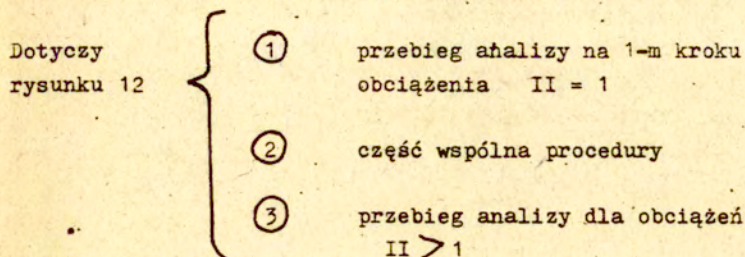 Dotyczy
rysunku 12
① przebieg analizy na 1-m kroku
obciążenia II = 1
② część wspólna procedury
③ przebieg analizy dla obciążeń
II > 1